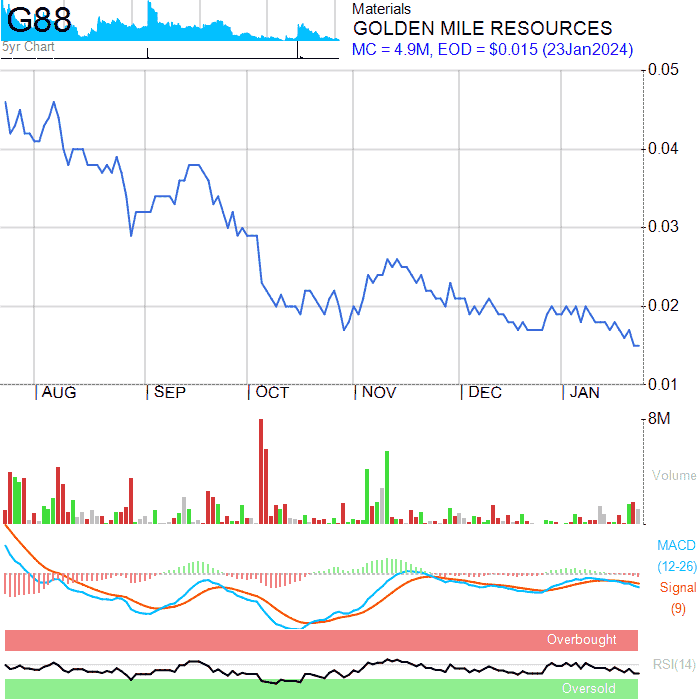 G88
5yr Chart
Materials
GOLDEN MILE RESOURCES
MC = 4.9M, EOD = $0.015 (23Jan2024)
0.05
0.04
0.03
0.02
0.01
AUG SEP OCT NOV DEC JAN
8M
Volume
MACD
(12-26)
Signal
(9)
Overbought
RSI(14)
Oversold